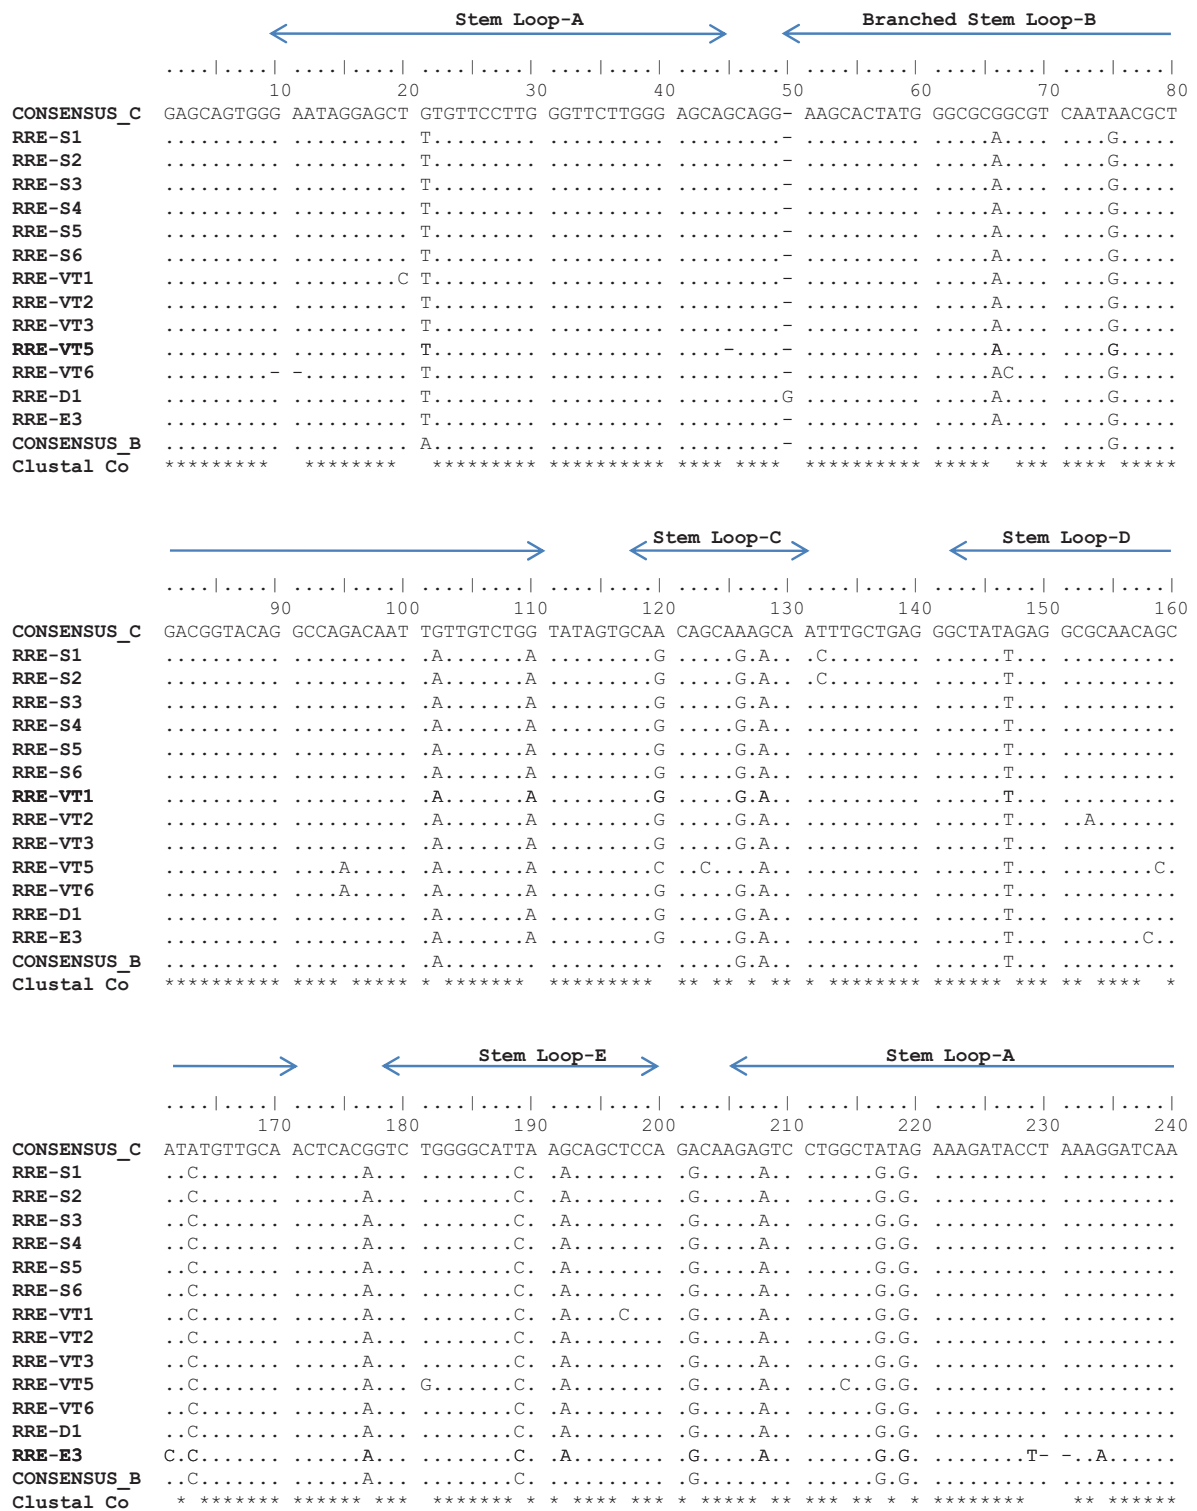 Stem Loop-A Branched Stem Loop-B
....|....| ....|....| ....|....| ....|....| ....|....| ....|....| ....|....| ....|....|
10 20 30 40 50 60 70 80
CONSENSUS_C GAGCAGTGGG AATAGGAGCT GTGTTCCTTG GGTTCTTGGG AGCAGCAGG- AAGCACTATG GGCGCGGCGT CAATAACGCT
RRE-S1 .......... .......... T......... .......... .........- .......... .....A.... ....G.....
RRE-S2 .......... .......... T......... .......... .........- .......... .....A.... ....G.....
RRE-S3 .......... .......... T......... .......... .........- .......... .....A.... ....G.....
RRE-S4 .......... .......... T......... .......... .........- .......... .....A.... ....G.....
RRE-S5 .......... .......... T......... .......... .........- .......... .....A.... ....G.....
RRE-S6 .......... .......... T......... .......... .........- .......... .....A.... ....G.....
RRE-VT1 .......... .........C T......... .......... .........- .......... .....A.... ....G.....
RRE-VT2 .......... .......... T......... .......... .........- .......... .....A.... ....G.....
RRE-VT3 .......... .......... T......... .......... .........- .......... .....A.... ....G.....
RRE-VT5 .......... .......... T......... .......... ....-....- .......... .....A.... ....G.....
RRE-VT6 .........- -......... T......... .......... .........- .......... .....AC... ....G.....
RRE-D1 .......... .......... T......... .......... .........G .......... .....A.... ....G.....
RRE-E3 .......... .......... T......... .......... .........- .......... .....A.... ....G.....
CONSENSUS_B .......... .......... A......... .......... .........- .......... .......... ....G.....
Clustal Co *********   ********   ********* ********** **** ****  ********** *****  *** **** *****
Stem Loop-C Stem Loop-D
....|....| ....|....| ....|....| ....|....| ....|....| ....|....| ....|....| ....|....|
90 100 110 120 130 140 150 160
CONSENSUS_C GACGGTACAG GCCAGACAAT TGTTGTCTGG TATAGTGCAA CAGCAAAGCA ATTTGCTGAG GGCTATAGAG GCGCAACAGC
RRE-S1 .......... .......... .A.......A .........G .....G.A.. .C........ ......T... ..........
RRE-S2 .......... .......... .A.......A .........G .....G.A.. .C........ ......T... ..........
RRE-S3 .......... .......... .A.......A .........G .....G.A.. .......... ......T... ..........
RRE-S4 .......... .......... .A.......A .........G .....G.A.. .......... ......T... ..........
RRE-S5 .......... .......... .A.......A .........G .....G.A.. .......... ......T... ..........
RRE-S6 .......... .......... .A.......A .........G .....G.A.. .......... ......T... ..........
RRE-VT1 .......... .......... .A.......A .........G .....G.A.. .......... ......T... ..........
RRE-VT2 .......... .......... .A.......A .........G .....G.A.. .......... ......T... ..A.......
RRE-VT3 .......... .......... .A.......A .........G .....G.A.. .......... ......T... ..........
RRE-VT5 .......... ....A..... .A.......A .........C ..C....A.. .......... ......T... ........C.
RRE-VT6 .......... ....A..... .A.......A .........G .....G.A.. .......... ......T... ..........
RRE-D1 .......... .......... .A.......A .........G .....G.A.. .......... ......T... ..........
RRE-E3 .......... .......... .A.......A .........G .....G.A.. .......... ......T... .......C..
CONSENSUS_B .......... .......... .A........ .......... .....G.A.. .......... ......T... ..........
Clustal Co ********** **** ***** * *******  *********  ** ** * ** * ******** ****** *** ** ****  *
Stem Loop-E Stem Loop-A
....|....| ....|....| ....|....| ....|....| ....|....| ....|....| ....|....| ....|....|
170 180 190 200 210 220 230 240
CONSENSUS_C ATATGTTGCA ACTCACGGTC TGGGGCATTA AGCAGCTCCA GACAAGAGTC CTGGCTATAG AAAGATACCT AAAGGATCAA
RRE-S1 ..C....... ......A... ........C. .A........ .G.....A.. ......G.G. .......... ..........
RRE-S2 ..C....... ......A... ........C. .A........ .G.....A.. ......G.G. .......... ..........
RRE-S3 ..C....... ......A... ........C. .A........ .G.....A.. ......G.G. .......... ..........
RRE-S4 ..C....... ......A... ........C. .A........ .G.....A.. ......G.G. .......... ..........
RRE-S5 ..C....... ......A... ........C. .A........ .G.....A.. ......G.G. .......... ..........
RRE-S6 ..C....... ......A... ........C. .A........ .G.....A.. ......G.G. .......... ..........
RRE-VT1 ..C....... ......A... ........C. .A....C... .G.....A.. ......G.G. .......... ..........
RRE-VT2 ..C....... ......A... ........C. .A........ .G.....A.. ......G.G. .......... ..........
RRE-VT3 ..C....... ......A... ........C. .A........ .G.....A.. ......G.G. .......... ..........
RRE-VT5 ..C....... ......A... G.......C. .A........ .G.....A.. ...C..G.G. .......... ..........
RRE-VT6 ..C....... ......A... ........C. .A........ .G.....A.. ......G.G. .......... ..........
RRE-D1 ..C....... ......A... ........C. .A........ .G.....A.. ......G.G. .......... ..........
RRE-E3 C.C....... ......A... ........C. .A........ .G.....A.. ......G.G. ........T- -..A......
CONSENSUS_B ..C....... ......A... ........C. .......... .G........ ......G.G. .......... ..........
Clustal Co * ******* ****** ***  ******* * * **** *** * ***** ** *** ** * * ********   ** ******